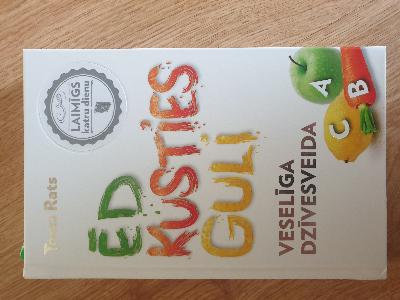 Toms Rats
LAIMĪGS
katru dienu
ĒD
KUSTIES
GULI
VESELĪGA
DZĪVESVEIDA
A
B
C